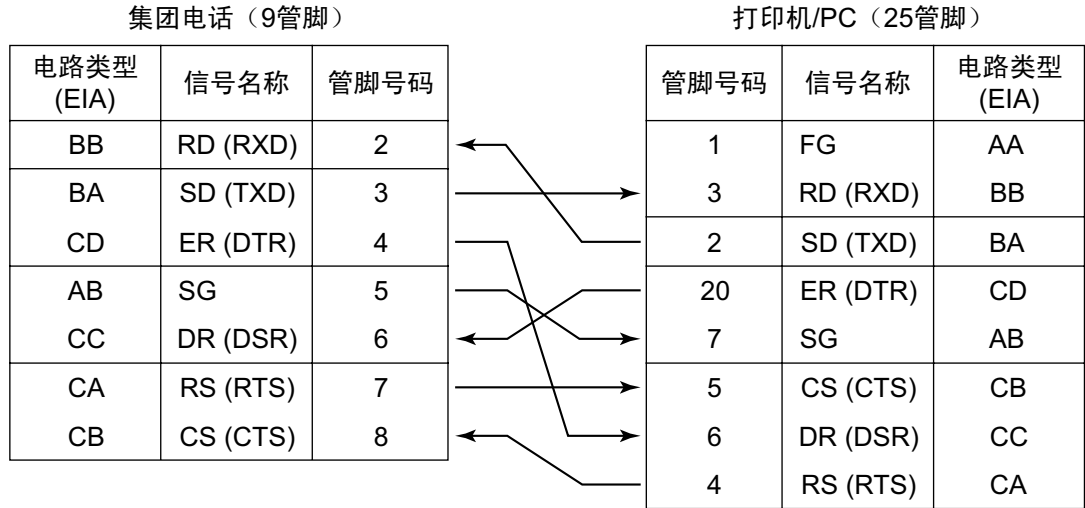 集团电话（9管脚）
电路类型 (EIA) 信号名称 管脚号码
BB RD (RXD) 2
BA SD (TXD) 3
CD ER (DTR) 4
AB SG 5
CC DR (DSR) 6
CA RS (RTS) 7
CB CS (CTS) 8
打印机/PC（25管脚）
管脚号码 信号名称 电路类型 (EIA)
1 FG AA
3 RD (RXD) BB
2 SD (TXD) BA
20 ER (DTR) CD
7 SG AB
5 CS (CTS) CB
6 DR (DSR) CC
4 RS (RTS) CA